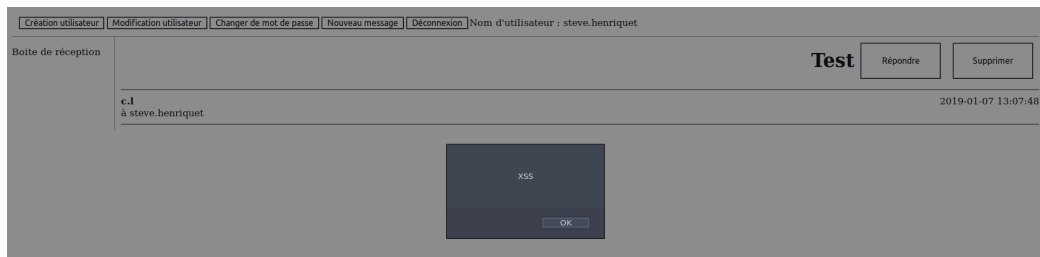 Création utilisateur Modification utilisateur Changer de mot de passe Nouveau message Déconnexion Nom d'utilisateur : steve.henriquet
Boite de réception
Test Répondre Supprimer
c.l 2019-01-07 13:07:48
à steve.henriquet
XSS
OK